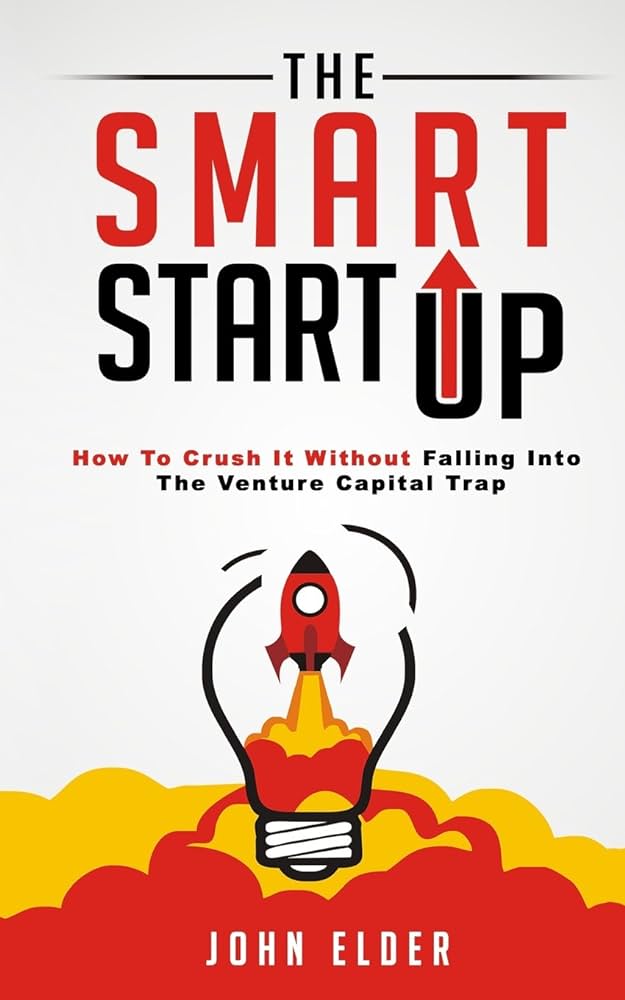 THE
SMART
START UP
How To Crush It Without Falling Into
The Venture Capital Trap
JOHN ELDER